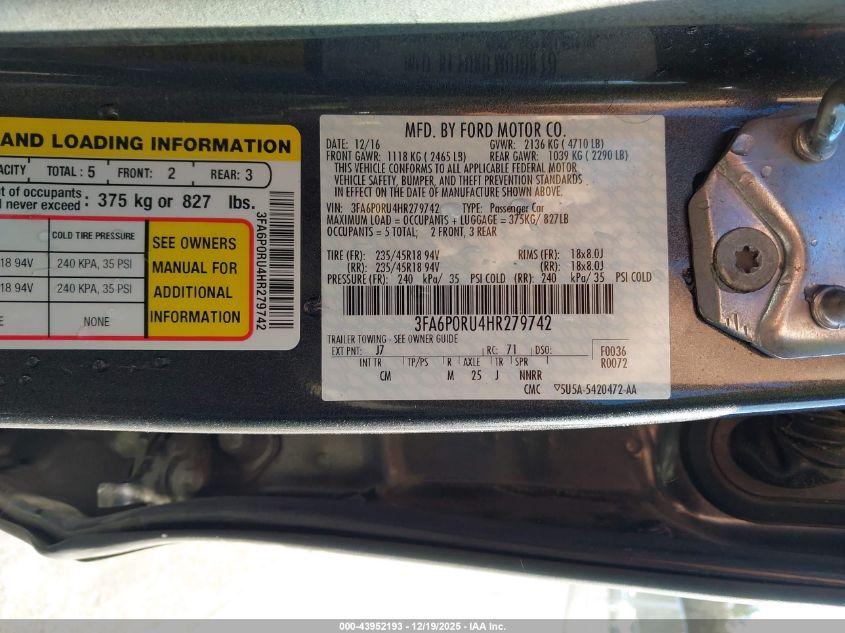 AND LOADING INFORMATION
ACITY TOTAL: 5 FRONT: 2 REAR: 3
nt of occupants
d never exceed: 375 kg or 827 lbs.
COLD TIRE PRESSURE
R18 94V 240 KPA, 35 PSI
R18 94V 240 KPA, 35 PSI
NONE
SEE OWNERS
MANUAL FOR
ADDITIONAL
INFORMATION
3FA6P0RU4HR279742
MFD. BY FORD MOTOR CO.
DATE: 12/16 GVWR: 2136 KG ( 4710 LB)
FRONT GAWR: 1118 KG ( 2465 LB) REAR GAWR: 1039 KG ( 2290 LB)
THIS VEHICLE CONFORMS TO ALL APPLICABLE FEDERAL MOTOR
VEHICLE SAFETY, BUMPER, AND THEFT PREVENTION STANDARDS
IN EFFECT ON THE DATE OF MANUFACTURE SHOWN ABOVE.
VIN: 3FA6P0RU4HR279742 TYPE: Passenger Car
MAXIMUM LOAD = OCCUPANTS + LUGGAGE = 375KG/ 827LB
OCCUPANTS = 5 TOTAL; 2 FRONT, 3 REAR
TIRE (FR): 235/45R18 94V RIMS (FR): 18x8.0J
(RR): 235/45R18 94V (RR): 18x8.0J
PRESSURE (FR): 240 kPa/ 35 PSI COLD (RR): 240 kPa/ 35 PSI COLD
3FA6P0RU4HR279742
TRAILER TOWING - SEE OWNER GUIDE
EXT PNT: J7 RC: 71 DSO: F0036
R0072
INT TR TP/PS R AXLE TR SPR
CM M 25 J NNRR
CMC ▽5U5A-5420472-AA
000-43952193 - 12/19/2025 - IAA Inc.